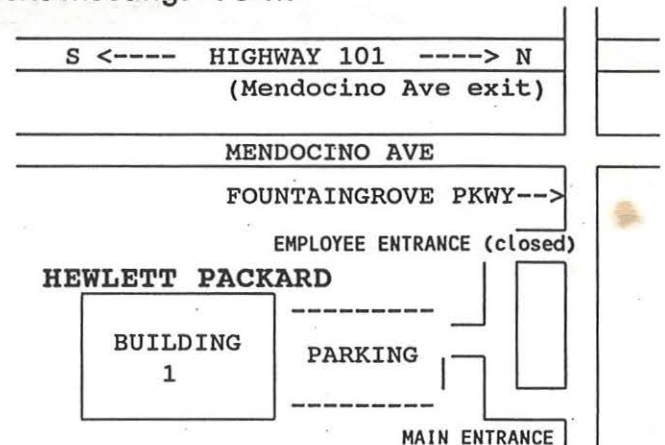 S <---- HIGHWAY 101 ----> N
(Mendocino Ave exit)
MENDOCINO AVE
FOUNTAINGROVE PKWY-->
EMPLOYEE ENTRANCE (closed)
HEWLETT PACKARD
BUILDING
1
PARKING
MAIN ENTRANCE